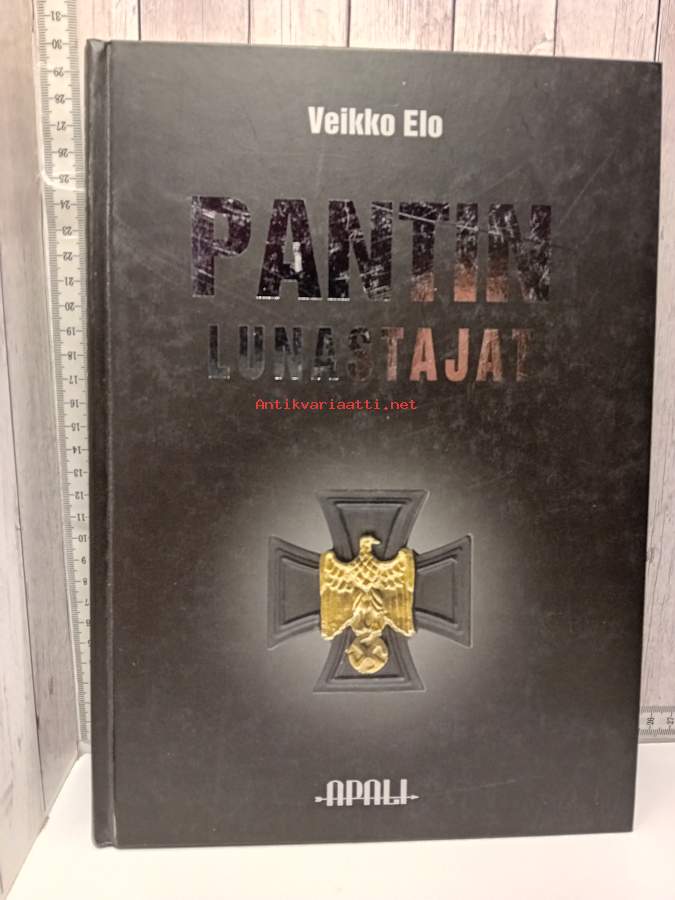 Veikko Elo
PANTIN
LUNASTAJAT
Antikvariaatti.net
APALI